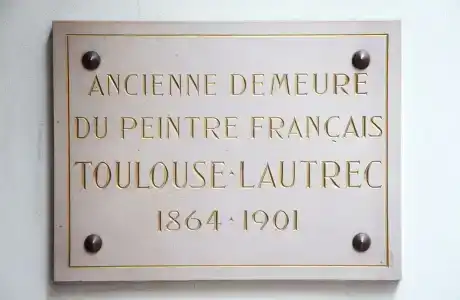 ANCIENNE DEMEURE
DU PEINTRE FRANÇAIS
TOULOUSE·LAUTREC
1864·1901